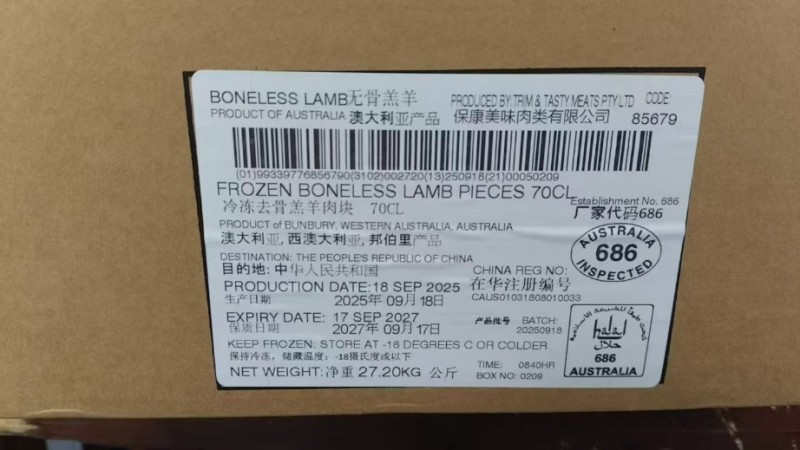 BONELESS LAMB无骨羔羊
PRODUCED BY:TRIM & TASTY MEATS PTY LTD CODE:
PRODUCT OF AUSTRALIA 澳大利亚产品 保康美味肉类有限公司 85679
(01)99339776856790(3102)002720(13)250918(21)00050209
FROZEN BONELESS LAMB PIECES 70CL
Establishment No. 686
冷冻去骨羔羊肉块 70CL
厂家代码686
PRODUCT of BUNBURY, WESTERN AUSTRALIA, AUSTRALIA
澳大利亚, 西澳大利亚, 邦伯里产品
AUSTRALIA
686
INSPECTED
DESTINATION: THE PEOPLE'S REPUBLIC OF CHINA
目的地: 中华人民共和国
CHINA REG NO:
在华注册编号
CAUS01031808010033
PRODUCTION DATE:18 SEP 2025
生产日期 2025年 09月 18日
EXPIRY DATE: 17 SEP 2027
保质日期 2027年 09月 17日
产品批号 BATCH:
20250918
KEEP FROZEN: STORE AT -18 DEGREES C OR COLDER
保持冷冻, 储藏温度: -18摄氏度或以下
NET WEIGHT:净重 27.20KG 公斤
TIME: 0840HR
BOX NO: 0209
halal
حلال
686
AUSTRALIA